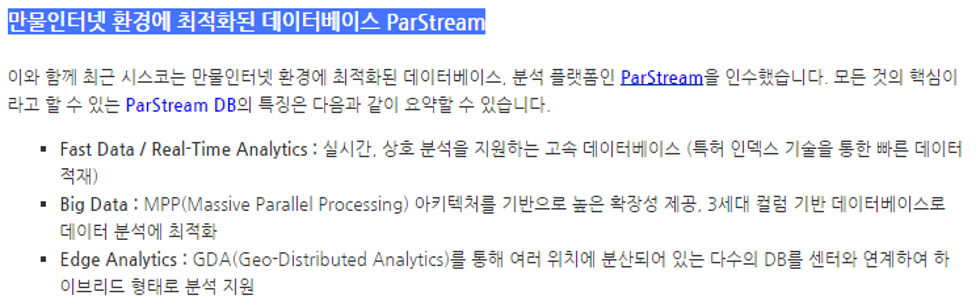 만물인터넷 환경에 최적화된 데이터베이스 ParStream
이와 함께 최근 시스코는 만물인터넷 환경에 최적화된 데이터베이스, 분석 플랫폼인 ParStream을 인수했습니다. 모든 것의 핵심이
라고 할 수 있는 ParStream DB의 특징은 다음과 같이 요약할 수 있습니다.
▪ Fast Data / Real-Time Analytics : 실시간, 상호 분석을 지원하는 고속 데이터베이스 (특허 인덱스 기술을 통한 빠른 데이터
적재)
▪ Big Data : MPP(Massive Parallel Processing) 아키텍처를 기반으로 높은 확장성 제공, 3세대 컬럼 기반 데이터베이스로
데이터 분석에 최적화
▪ Edge Analytics : GDA(Geo-Distributed Analytics)를 통해 여러 위치에 분산되어 있는 다수의 DB를 센터와 연계하여 하
이브리드 형태로 분석 지원